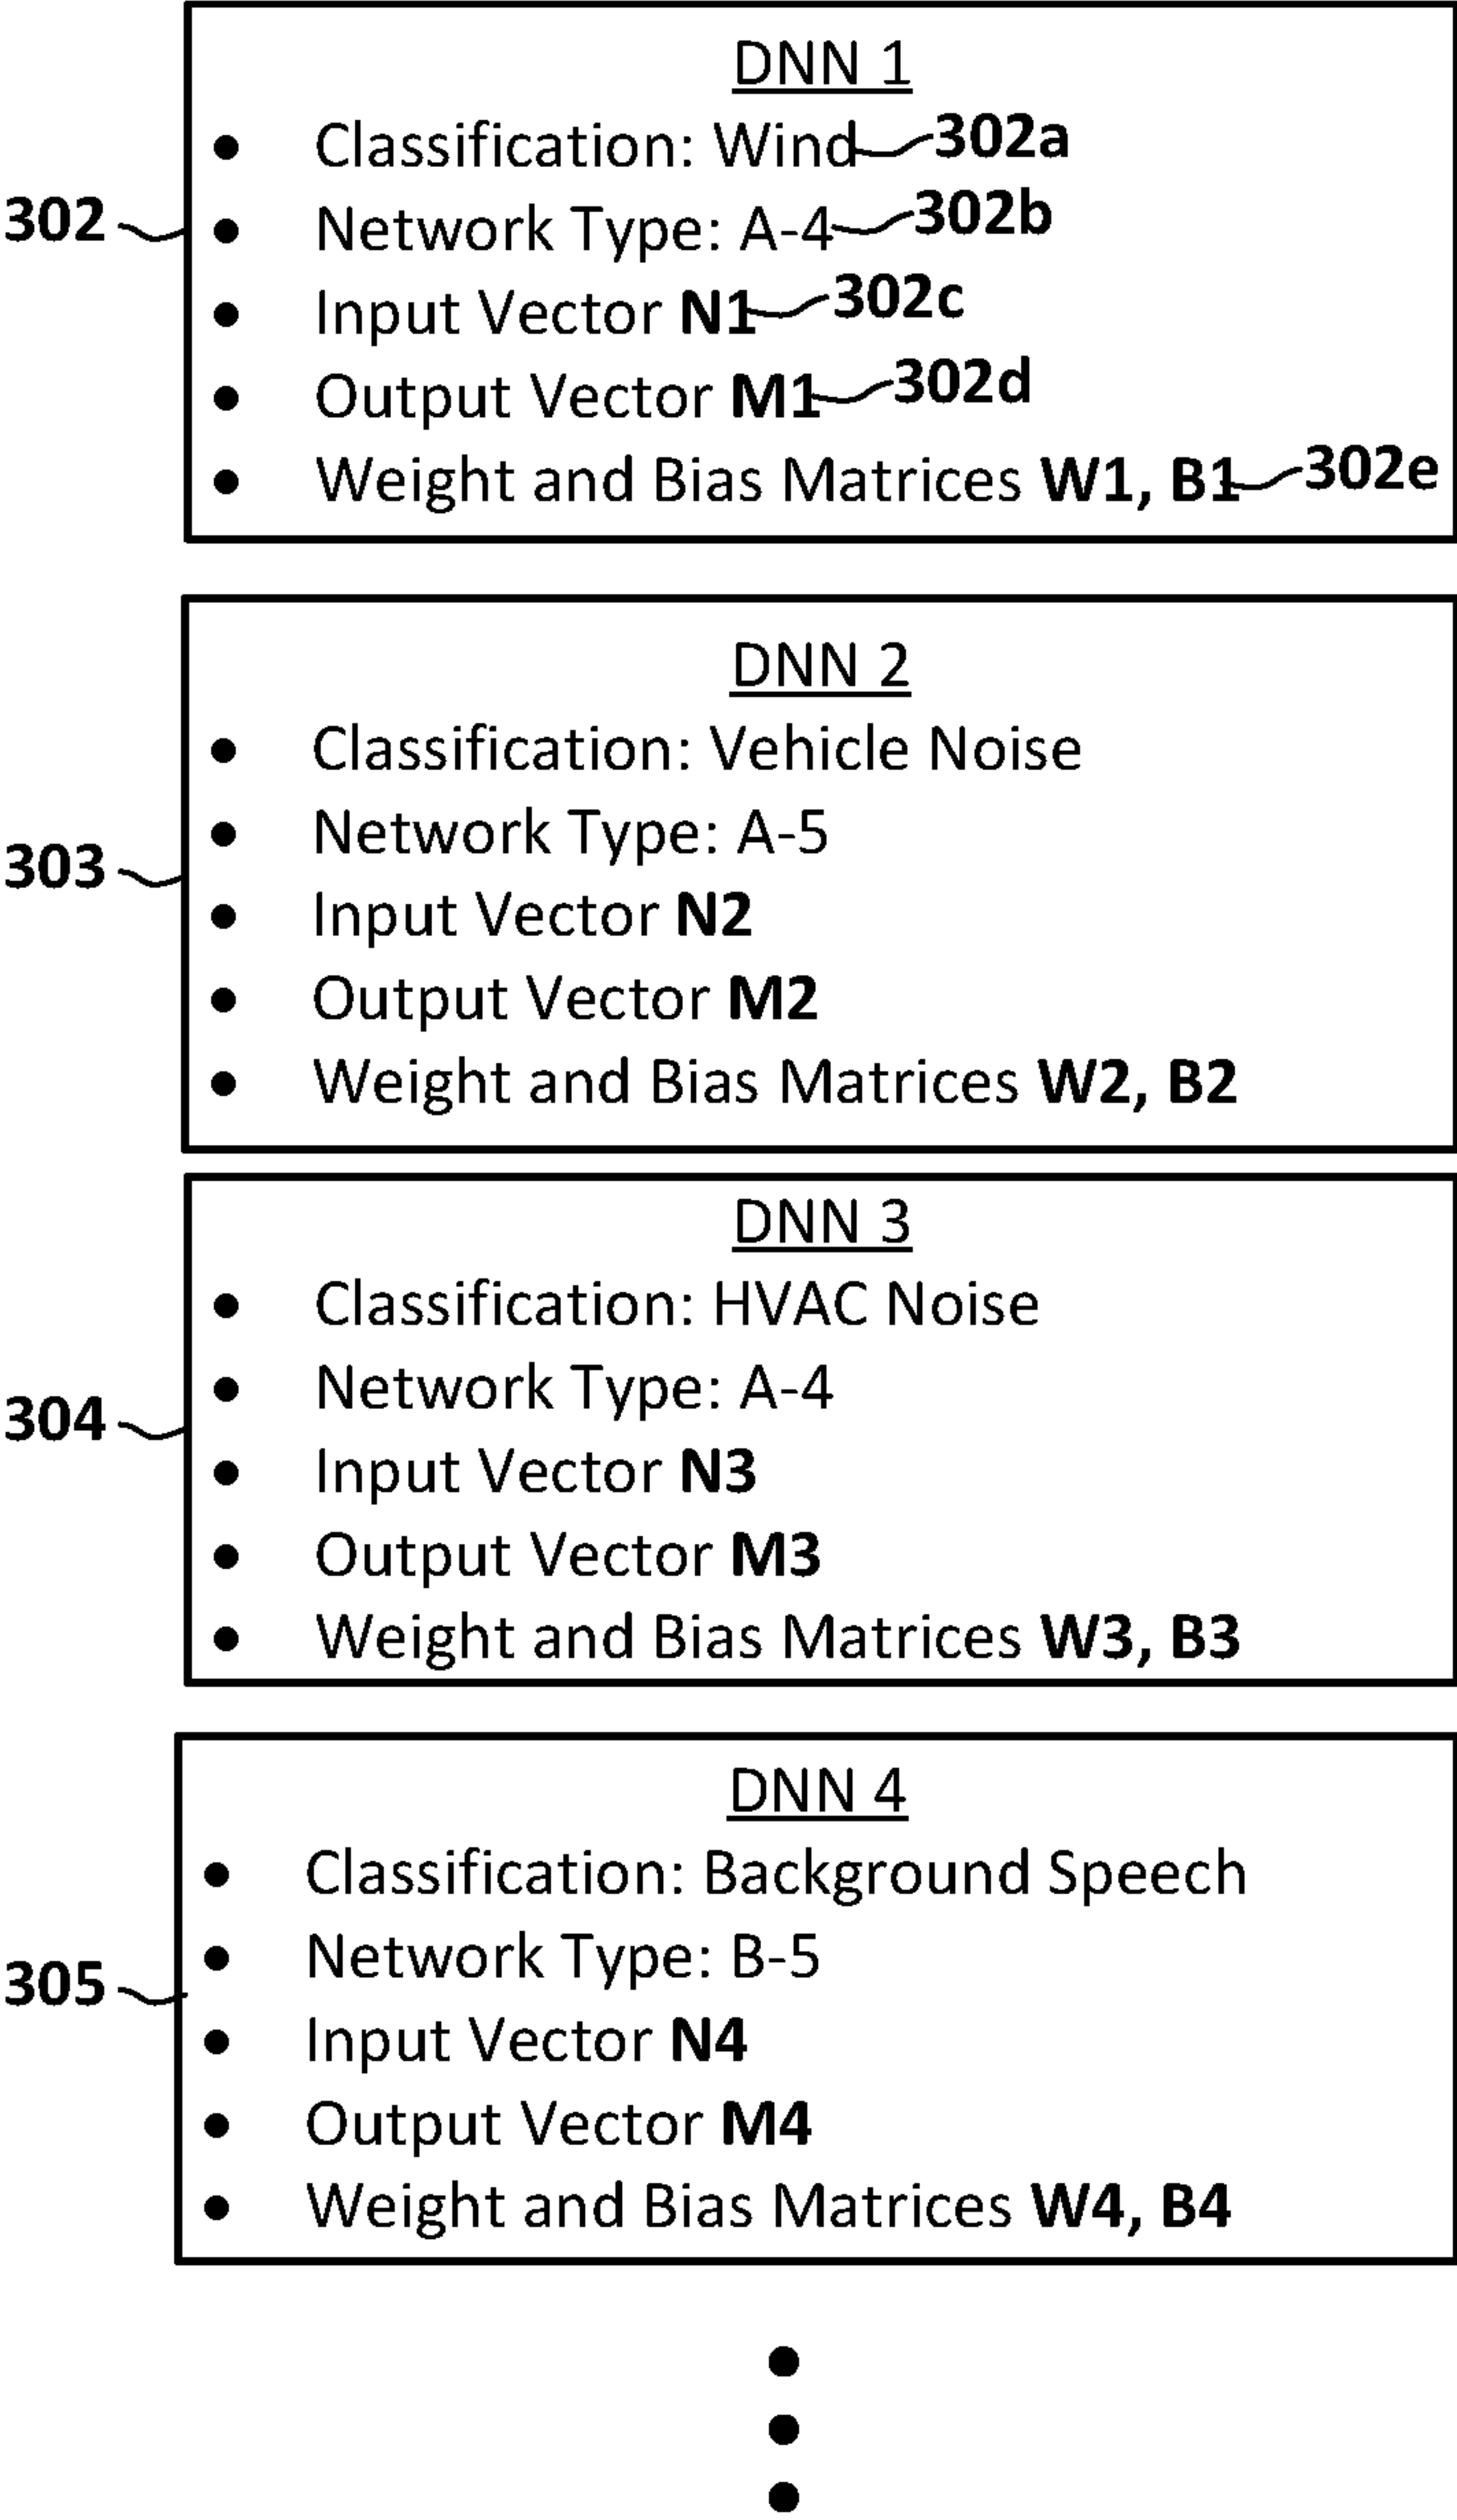 DNN 1
• Classification: Wind 302a
302 • Network Type: A-4 302b
• Input Vector N1 302c
• Output Vector M1 302d
• Weight and Bias Matrices W1, B1 302e
DNN 2
• Classification: Vehicle Noise
• Network Type: A-5
303
• Input Vector N2
• Output Vector M2
• Weight and Bias Matrices W2, B2
DNN 3
• Classification: HVAC Noise
• Network Type: A-4
304
• Input Vector N3
• Output Vector M3
• Weight and Bias Matrices W3, B3
DNN 4
• Classification: Background Speech
• Network Type: B-5
305
• Input Vector N4
• Output Vector M4
• Weight and Bias Matrices W4, B4